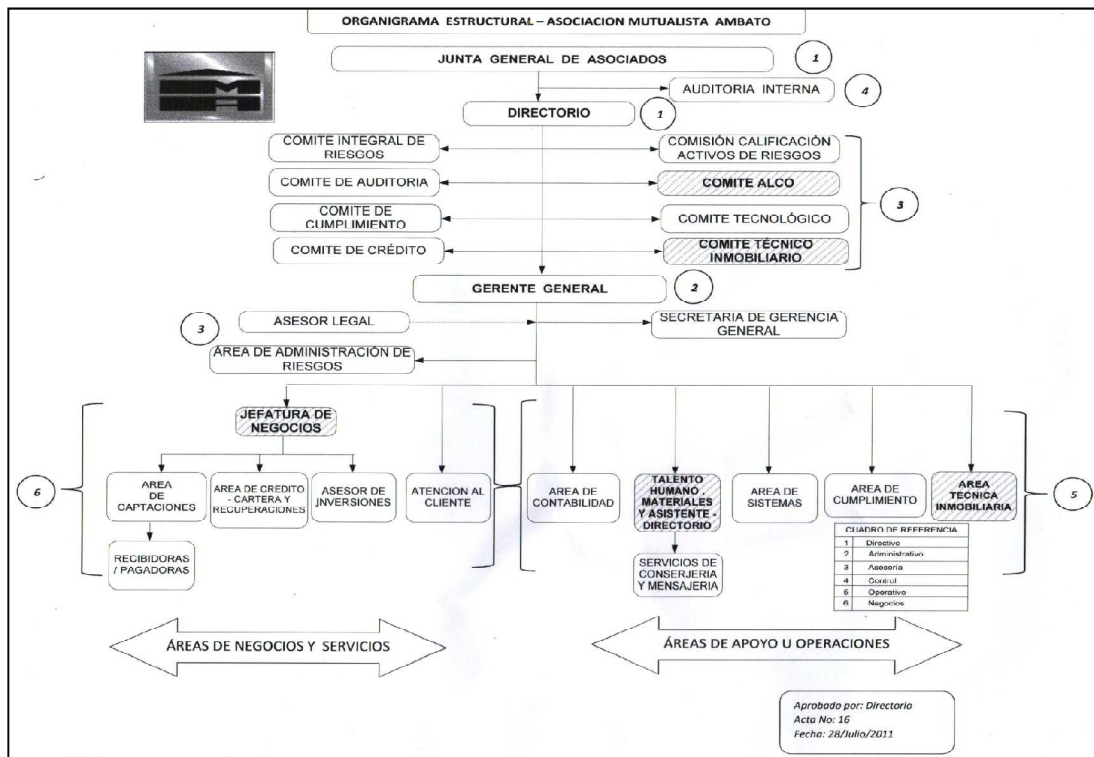 ORGANIGRAMA ESTRUCTURAL – ASOCIACION MUTUALISTA AMBATO
JUNTA GENERAL DE ASOCIADOS
1
AUDITORIA INTERNA
4
DIRECTORIO
1
COMITE INTEGRAL DE
RIESGOS
COMISIÓN CALIFICACIÓN
ACTIVOS DE RIESGOS
COMITE DE AUDITORIA
COMITE ALCO
3
COMITE DE
CUMPLIMIENTO
COMITE TECNOLÓGICO
COMITE DE CRÉDITO
COMITE TÉCNICO
INMOBILIARIO
GERENTE GENERAL
2
3
ASESOR LEGAL
SECRETARIA DE GERENCIA
GENERAL
ÁREA DE ADMINISTRACIÓN DE
RIESGOS
JEFATURA DE
NEGOCIOS
6
AREA
DE
CAPTACIONES
AREA DE CREDITO
- CARTERA Y
RECUPERACIONES
ASESOR DE
INVERSIONES
ATENCION AL
CLIENTE
AREA DE
CONTABILIDAD
TALENTO
HUMANO .
MATERIALES
Y ASISTENTE -
DIRECTORIO
AREA DE
SISTEMAS
AREA DE
CUMPLIMIENTO
AREA
TECNICA
INMOBILIARIA
5
RECIBIDORAS
/ PAGADORAS
SERVICIOS DE
CONSERJERIA
Y MENSAJERIA
CUADRO DE REFERENCIA
1 Directivo
2 Administrativo
3 Asesoría
4 Control
5 Operativo
6 Negocios
ÁREAS DE NEGOCIOS Y SERVICIOS
ÁREAS DE APOYO U OPERACIONES
Aprobado por: Directorio
Acta No: 16
Fecha: 28/Julio/2011